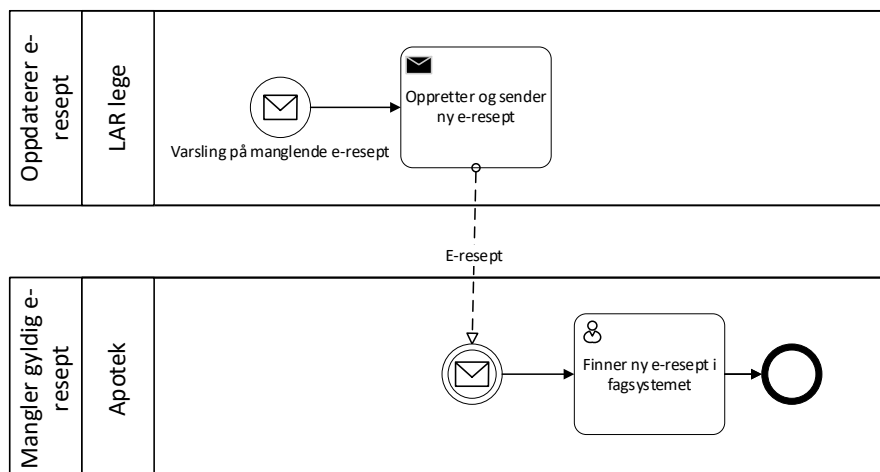 Oppdaterer e-
resept
LAR lege
Varsling på manglende e-resept
Oppretter og sender
ny e-resept
E-resept
Mangler gyldig e-
resept
Apotek
Finner ny e-resept i
fagsystemet